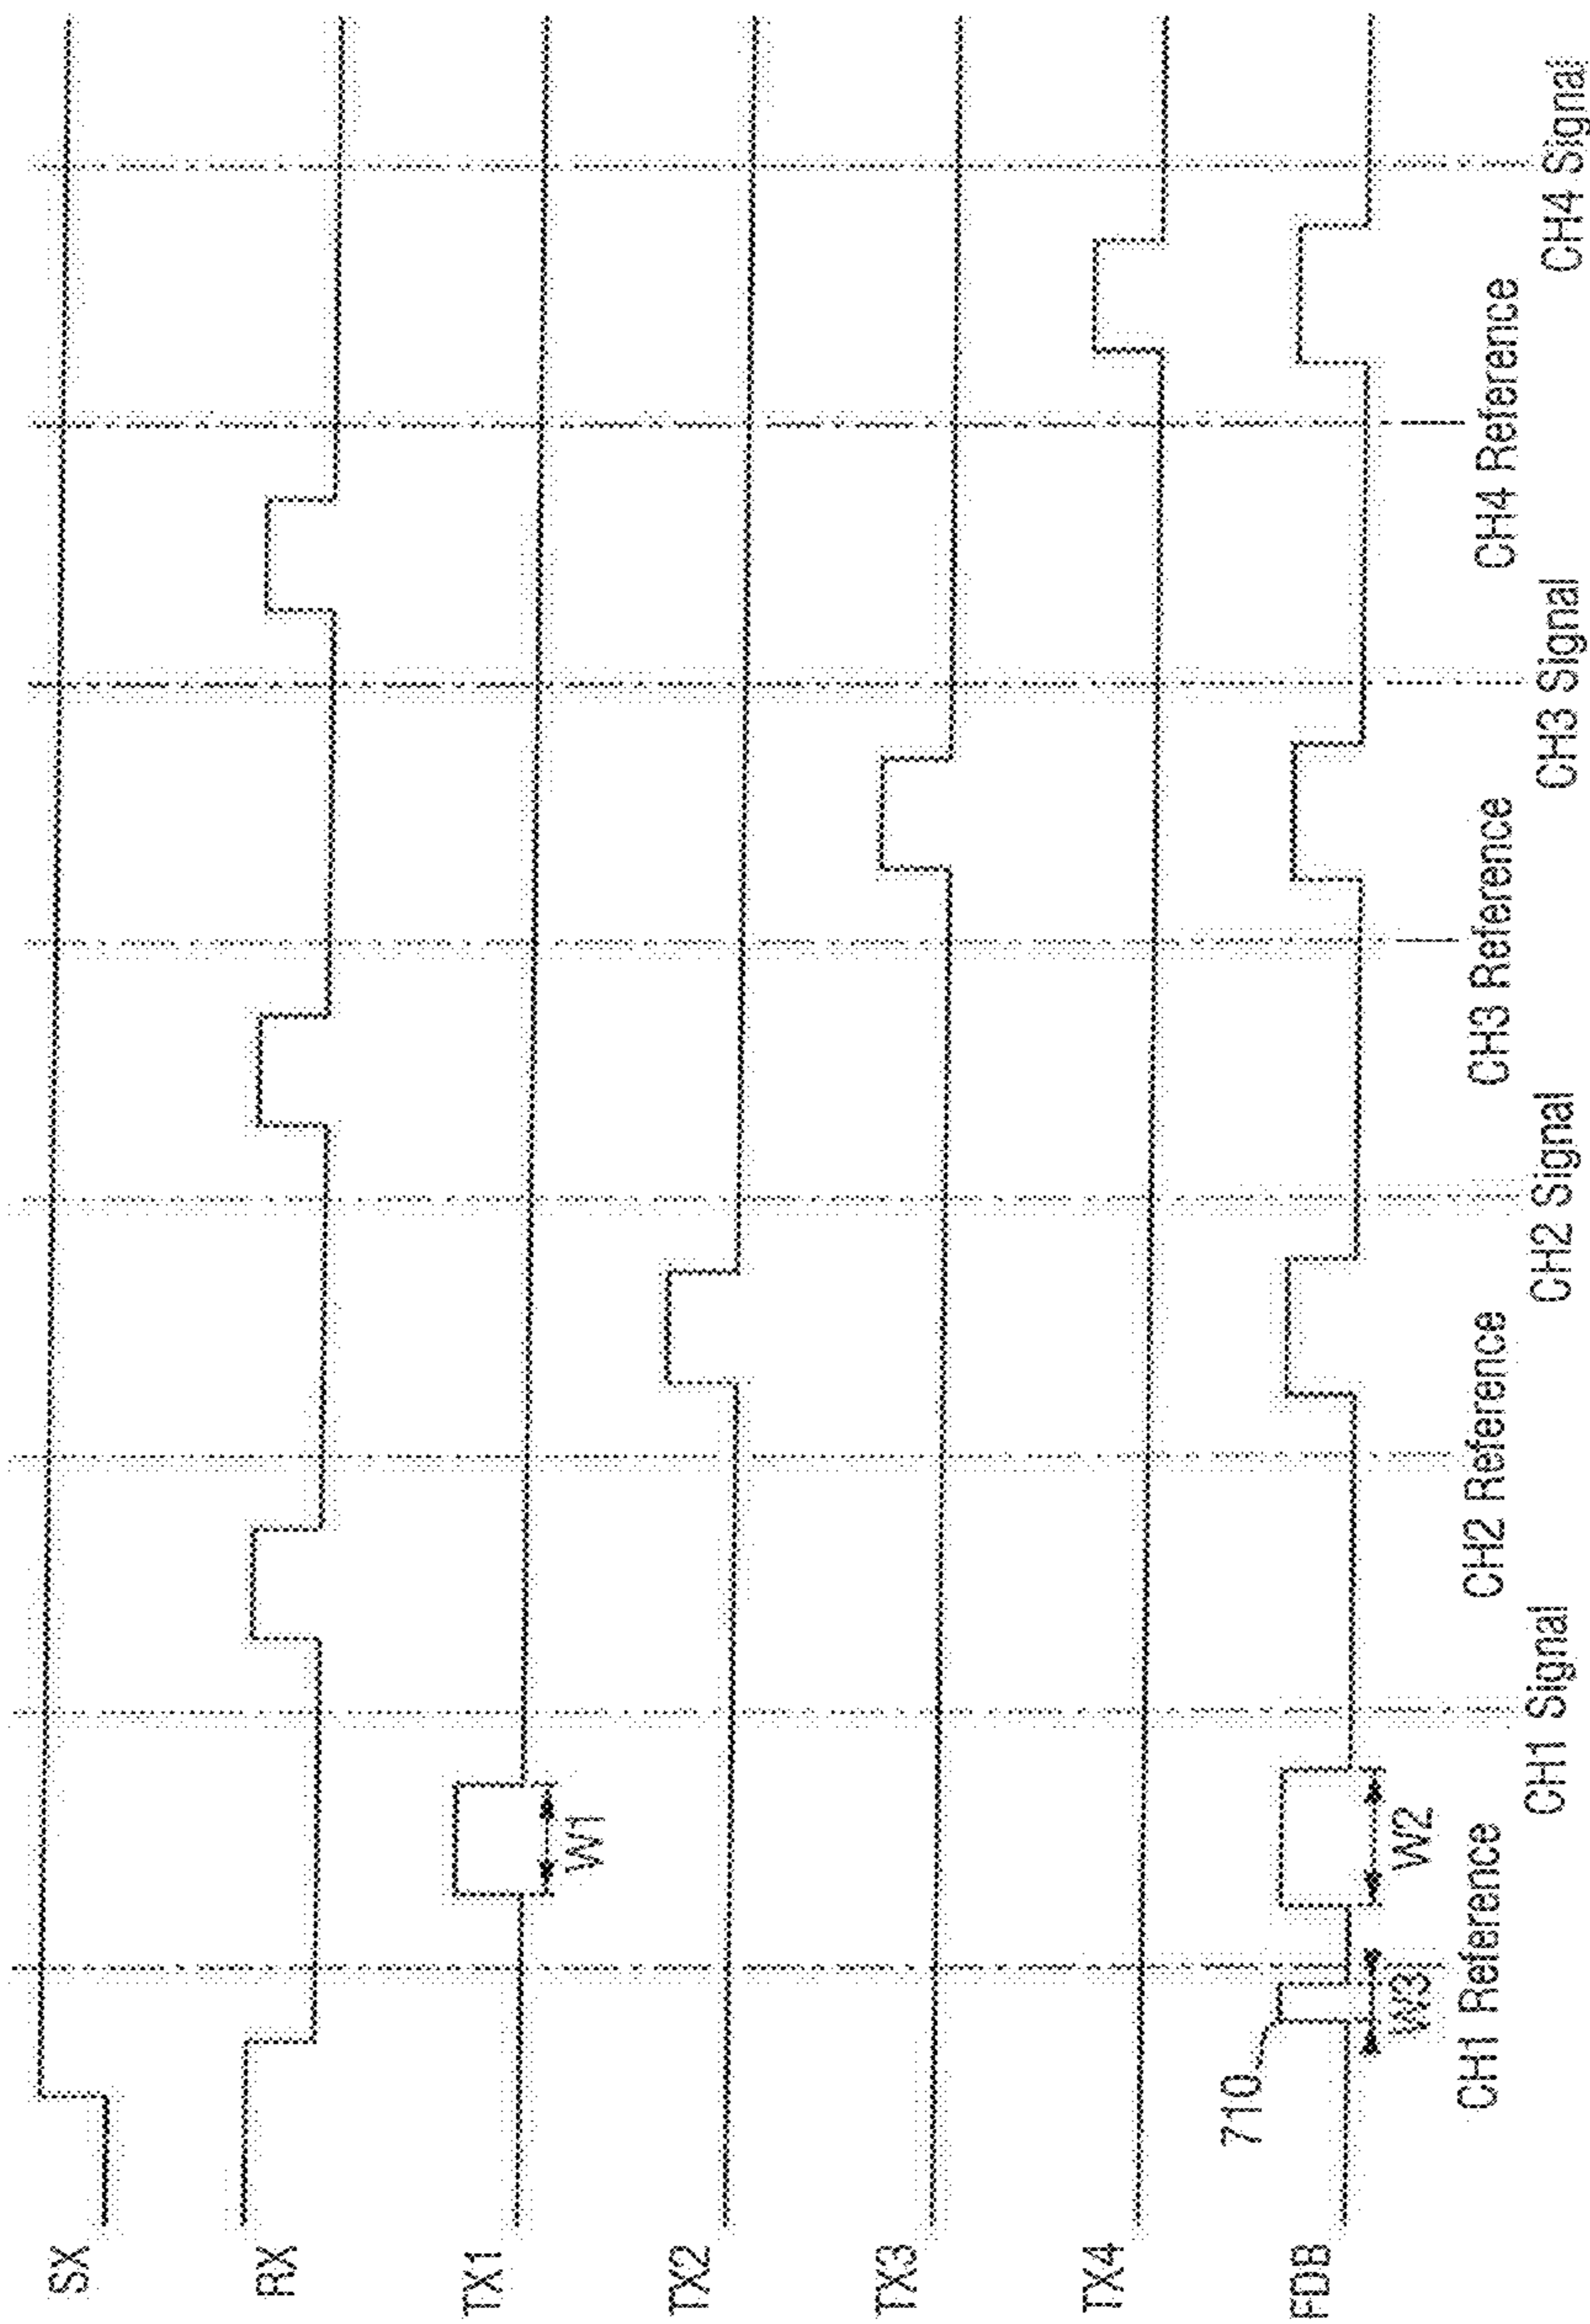 SX
RX
TX1
W1
TX2
TX3
TX4
710
FDB
W3
W2
CH1 Reference
CH1 Signal
CH2 Reference
CH2 Signal
CH3 Reference
CH3 Signal
CH4 Reference
CH4 Signal